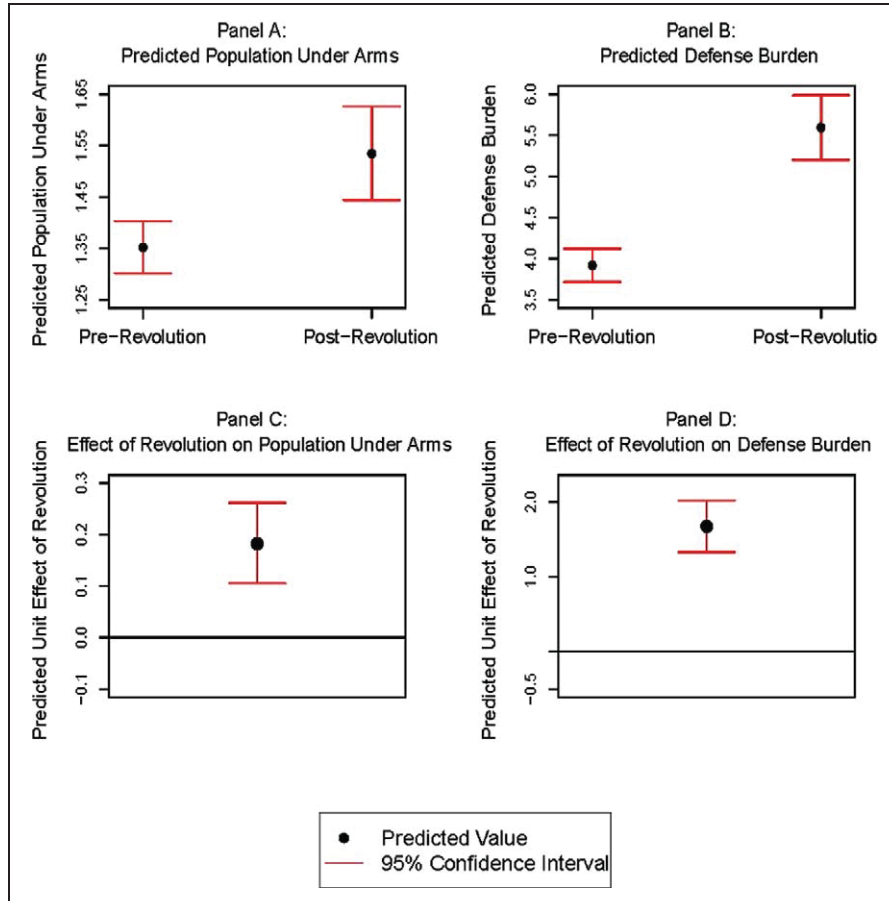 Panel A:
Predicted Population Under Arms
Predicted Population Under Arms
1.65
1.55
1.45
1.35
1.25
Pre−Revolution
Post−Revolution
Panel B:
Predicted Defense Burden
Predicted Defense Burden
6.0
5.5
5.0
4.5
4.0
3.5
Pre−Revolution
Post−Revolutio
Panel C:
Effect of Revolution on Population Under Arms
Predicted Unit Effect of Revolution
0.3
0.2
0.1
0.0
−0.1
Panel D:
Effect of Revolution on Defense Burden
Predicted Unit Effect of Revolution
2.0
1.0
−0.5
Predicted Value
95% Confidence Interval